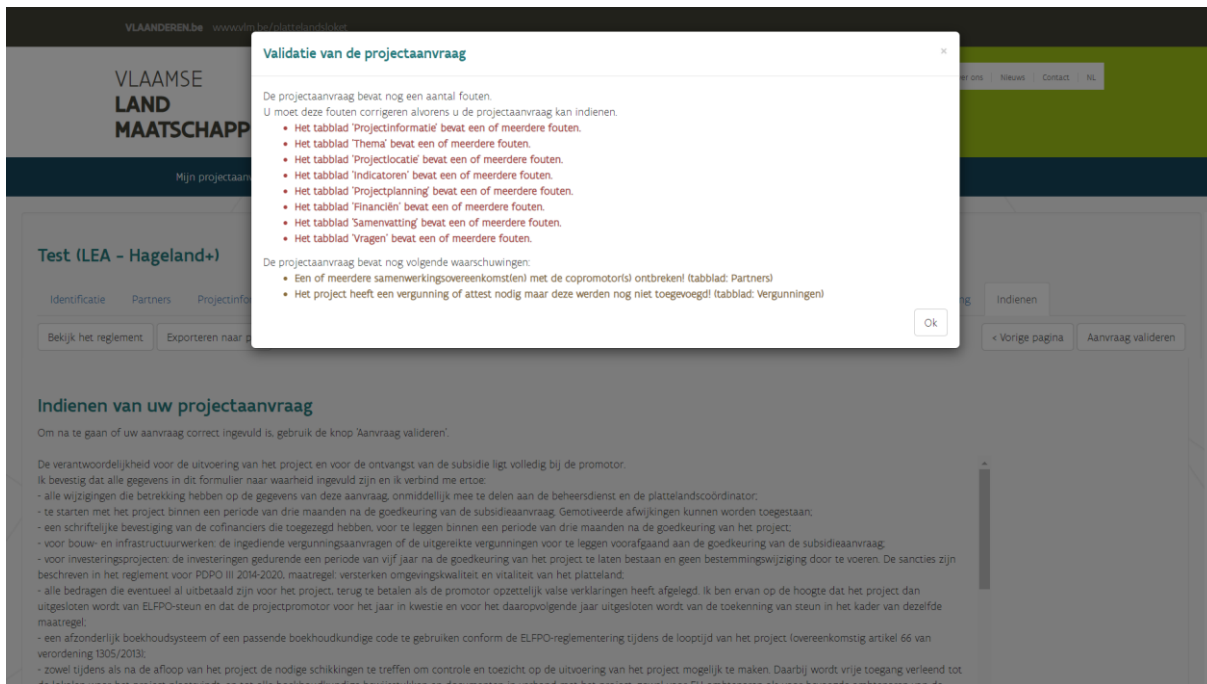 VLAANDEREN.be www.vlm.be/plattelandsloket
Validatie van de projectaanvraag ×
De projectaanvraag bevat nog een aantal fouten.
U moet deze fouten corrigeren alvorens u de projectaanvraag kan indienen.
• Het tabblad 'Projectinformatie' bevat een of meerdere fouten.
• Het tabblad 'Thema' bevat een of meerdere fouten.
• Het tabblad 'Projectlocatie' bevat een of meerdere fouten.
• Het tabblad 'Indicatoren' bevat een of meerdere fouten.
• Het tabblad 'Projectplanning' bevat een of meerdere fouten.
• Het tabblad 'Financiën' bevat een of meerdere fouten.
• Het tabblad 'Samenvatting' bevat een of meerdere fouten.
• Het tabblad 'Vragen' bevat een of meerdere fouten.
De projectaanvraag bevat nog volgende waarschuwingen:
• Een of meerdere samenwerkingsovereenkomst(en) met de copromotor(s) ontbreken! (tabblad: Partners)
• Het project heeft een vergunning of attest nodig maar deze werden nog niet toegevoegd! (tabblad: Vergunningen)
Ok
VLAAMSE
LAND
MAATSCHAPP
er ons | Nieuws | Contact | NL
Mijn projectaanv
Test (LEA - Hageland+)
Identificatie Partners Projectinfo ng Indienen
Bekijk het reglement Exporteren naar p < Vorige pagina Aanvraag valideren
Indienen van uw projectaanvraag
Om na te gaan of uw aanvraag correct ingevuld is, gebruik de knop 'Aanvraag valideren'.
De verantwoordelijkheid voor de uitvoering van het project en voor de ontvangst van de subsidie ligt volledig bij de promotor.
Ik bevestig dat alle gegevens in dit formulier naar waarheid ingevuld zijn en ik verbind me ertoe:
- alle wijzigingen die betrekking hebben op de gegevens van deze aanvraag, onmiddellijk mee te delen aan de beheersdienst en de plattelandscoördinator;
- te starten met het project binnen een periode van drie maanden na de goedkeuring van de subsidieaanvraag. Gemotiveerde afwijkingen kunnen worden toegestaan;
- een schriftelijke bevestiging van de cofinanciers die toegezegd hebben, voor te leggen binnen een periode van drie maanden na de goedkeuring van het project;
- voor bouw- en infrastructuurwerken: de ingediende vergunningsaanvragen of de uitgereikte vergunningen voor te leggen voorafgaand aan de goedkeuring van de subsidieaanvraag;
- voor investeringsprojecten: de investeringen gedurende een periode van vijf jaar na de goedkeuring van het project te laten bestaan en geen bestemmingswijziging door te voeren. De sancties zijn
beschreven in het reglement voor PDPO III 2014-2020, maatregel: versterken omgevingskwaliteit en vitaliteit van het platteland;
- alle bedragen die eventueel al uitbetaald zijn voor het project, terug te betalen als de promotor opzettelijk valse verklaringen heeft afgelegd. Ik ben ervan op de hoogte dat het project dan
uitgesloten wordt van ELFPO-steun en dat de projectpromotor voor het jaar in kwestie en voor het daaropvolgende jaar uitgesloten wordt van de toekenning van steun in het kader van dezelfde
maatregel;
- een afzonderlijk boekhoudsysteem of een passende boekhoudkundige code te gebruiken conform de ELFPO-reglementering tijdens de looptijd van het project (overeenkomstig artikel 66 van
verordening 1305/2013);
- zowel tijdens als na de afloop van het project de nodige schikkingen te treffen om controle en toezicht op de uitvoering van het project mogelijk te maken. Daarbij wordt vrije toegang verleend tot